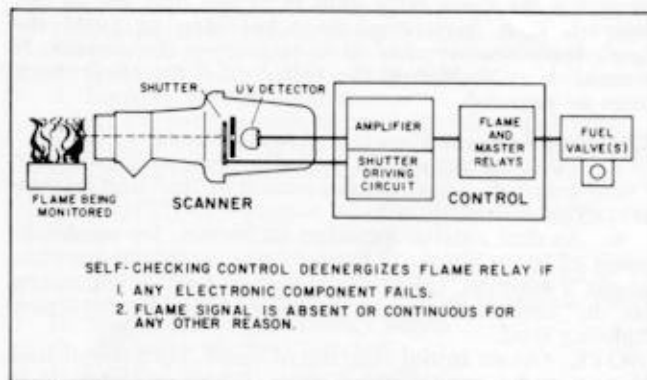 SHUTTER
UV DETECTOR
AMPLIFIER
SHUTTER
DRIVING
CIRCUIT
FLAME
AND
MASTER
RELAYS
FUEL
VALVE(S)
FLAME BEING
MONITORED
SCANNER
CONTROL
SELF-CHECKING CONTROL DEENERGIZES FLAME RELAY IF
1. ANY ELECTRONIC COMPONENT FAILS.
2. FLAME SIGNAL IS ABSENT OR CONTINUOUS FOR
ANY OTHER REASON.